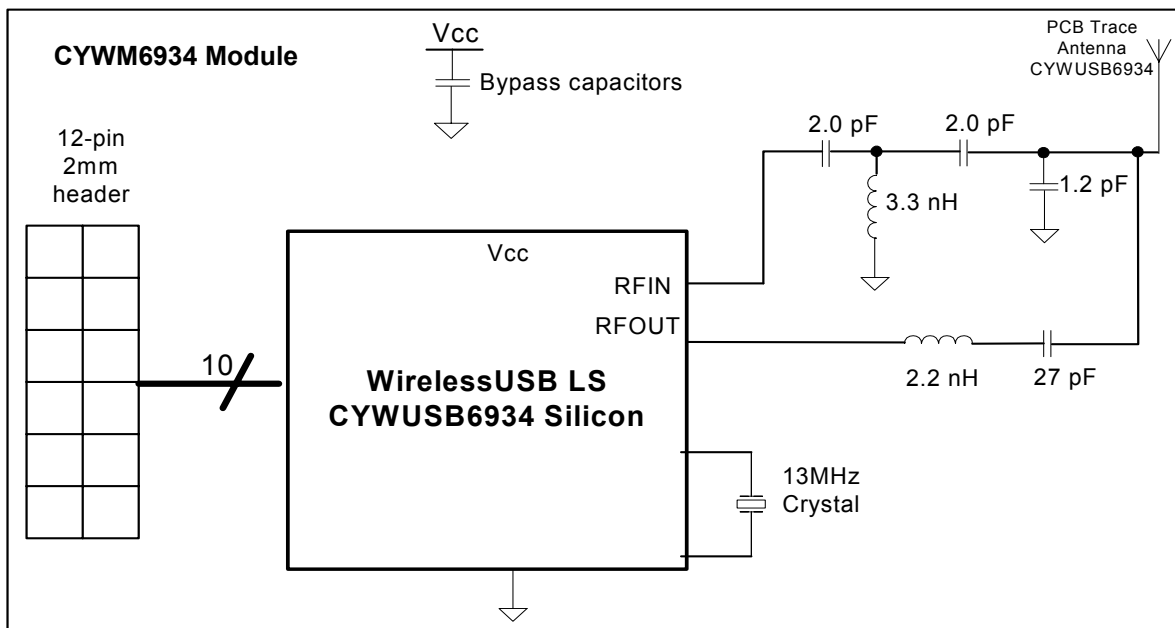 CYWM6934 Module
Vcc
Bypass capacitors
PCB Trace
Antenna
CYWUSB6934
12-pin
2mm
header
2.0 pF
2.0 pF
1.2 pF
3.3 nH
Vcc
RFIN
RFOUT
10
WirelessUSB LS
CYWUSB6934 Silicon
2.2 nH
27 pF
13MHz
Crystal